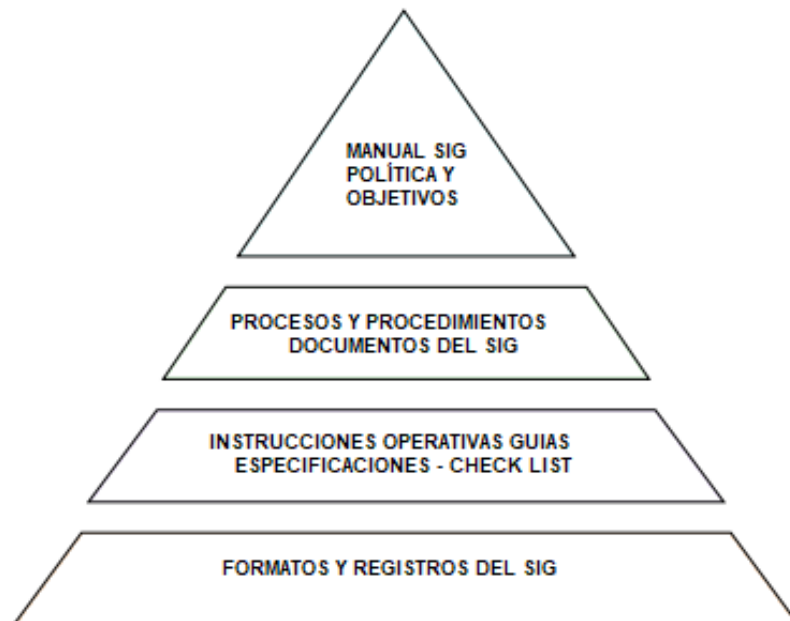 MANUAL SIG
POLÍTICA Y
OBJETIVOS
PROCESOS Y PROCEDIMIENTOS
DOCUMENTOS DEL SIG
INSTRUCCIONES OPERATIVAS GUIAS
ESPECIFICACIONES - CHECK LIST
FORMATOS Y REGISTROS DEL SIG